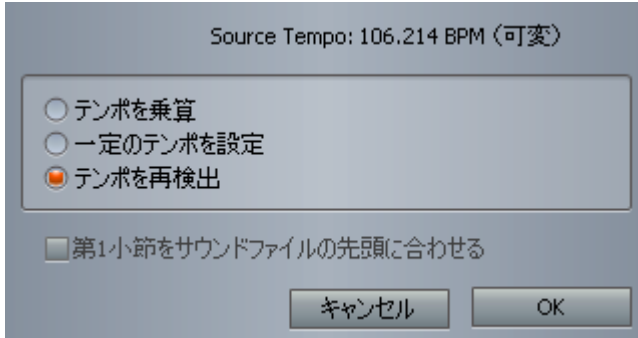 Source Tempo: 106.214 BPM (可変)
テンポを乗算
一定のテンポを設定
テンポを再検出
第1小節をサウンドファイルの先頭に合わせる
キャンセル OK